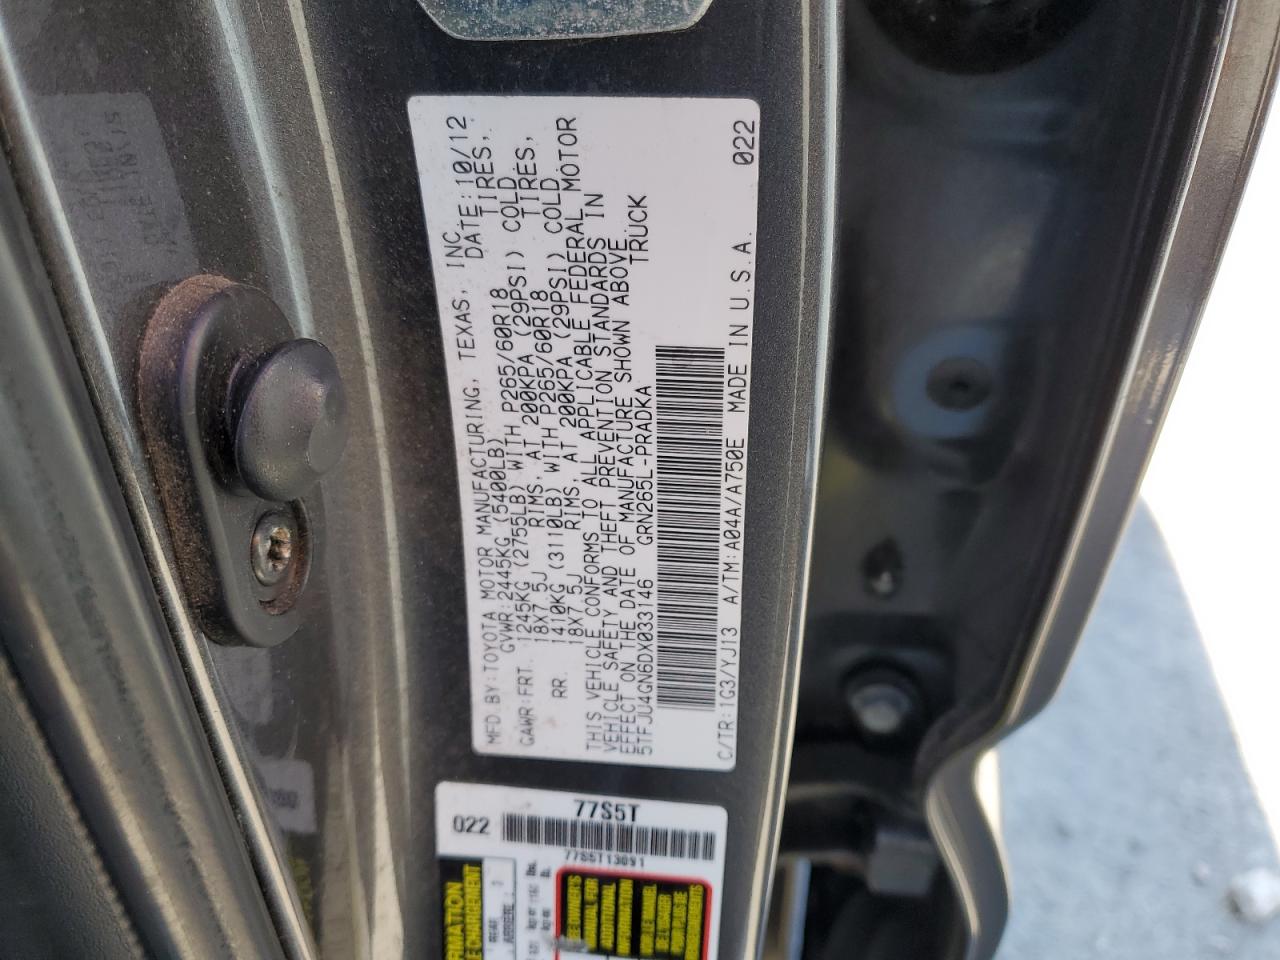 MFD.BY:TOYOTA MOTOR MANUFACTURING, TEXAS, INC.
GVWR:2445KG (5400LB) DATE:10/12
GAWR:FRT. 1245KG (2755LB) WITH P265/60R18 TIRES,
18X7.5J RIMS, AT 200KPA (29PSI) COLD
RR. 1410KG (3110LB) WITH P265/60R18 TIRES,
18X7.5J RIMS, AT 200KPA (29PSI) COLD
THIS VEHICLE CONFORMS TO ALL APPLICABLE FEDERAL MOTOR
VEHICLE SAFETY AND THEFT PREVENTION STANDARDS IN
EFFECT ON THE DATE OF MANUFACTURE SHOWN ABOVE.
5TFJU4GN6DX033146 GRN265L-PRADKA TRUCK
C/TR:1G3/YJ13 A/TM:A04A/A750E MADE IN U.S.A. 022
77S5T
022
77S5T13091